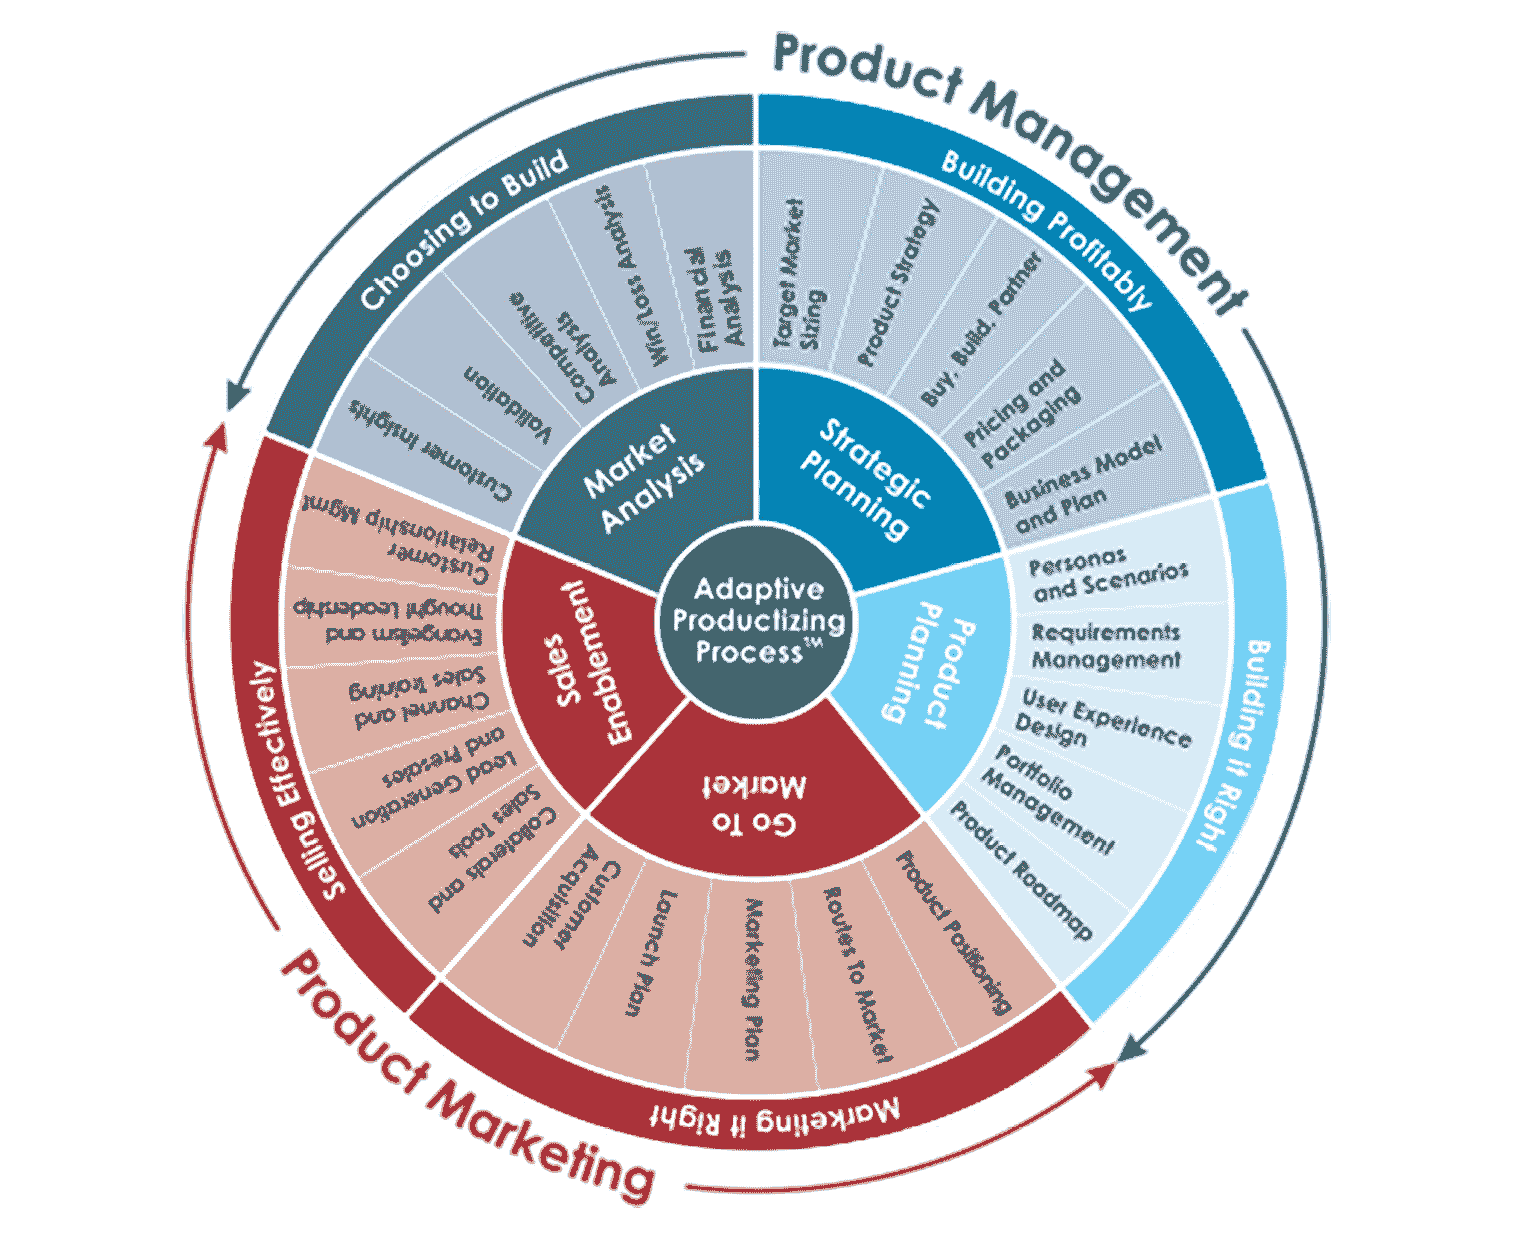 Product Management
Choosing to Build
Building Profitably
Building It Right
Marketing It Right
Selling Effectively
Product Marketing
Market
Analysis
Strategic
Planning
Product
Planning
Go To
Market
Sales
Enablement
Adaptive
Productizing
Process™
Customer Insights
Validation
Competitive
Analysis
Win/Loss Analysis
Financial
Analysis
Target Market
Sizing
Product Strategy
Buy, Build, Partner
Pricing and
Packaging
Business Model
and Plan
Personas
and Scenarios
Requirements
Management
User Experience
Design
Portfolio
Management
Product Roadmap
Product Positioning
Routes To Market
Marketing Plan
Launch Plan
Customer
Acquisition
Collaterals and
Sales Tools
Lead Generation
and Presales
Channel and
Sales Training
Evangelism and
Thought Leadership
Customer
Relationship Mgmt